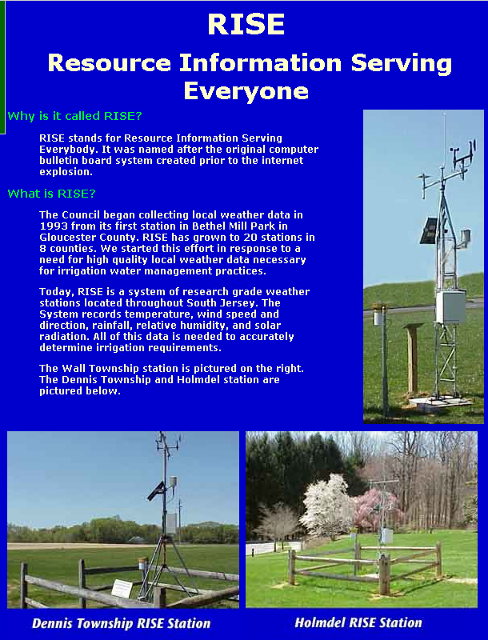 RISE
Resource Information Serving
Everyone
Why is it called RISE?
RISE stands for Resource Information Serving
Everybody. It was named after the original computer
bulletin board system created prior to the internet
explosion.
What is RISE?
The Council began collecting local weather data in
1993 from its first station in Bethel Mill Park in
Gloucester County. RISE has grown to 20 stations in
8 counties. We started this effort in response to a
need for high quality local weather data necessary
for irrigation water management practices.
Today, RISE is a system of research grade weather
stations located throughout South Jersey. The
System records temperature, wind speed and
direction, rainfall, relative humidity, and solar
radiation. All of this data is needed to accurately
determine irrigation requirements.
The Wall Township station is pictured on the right.
The Dennis Township and Holmdel station are
pictured below.
Dennis Township RISE Station
Holmdel RISE Station